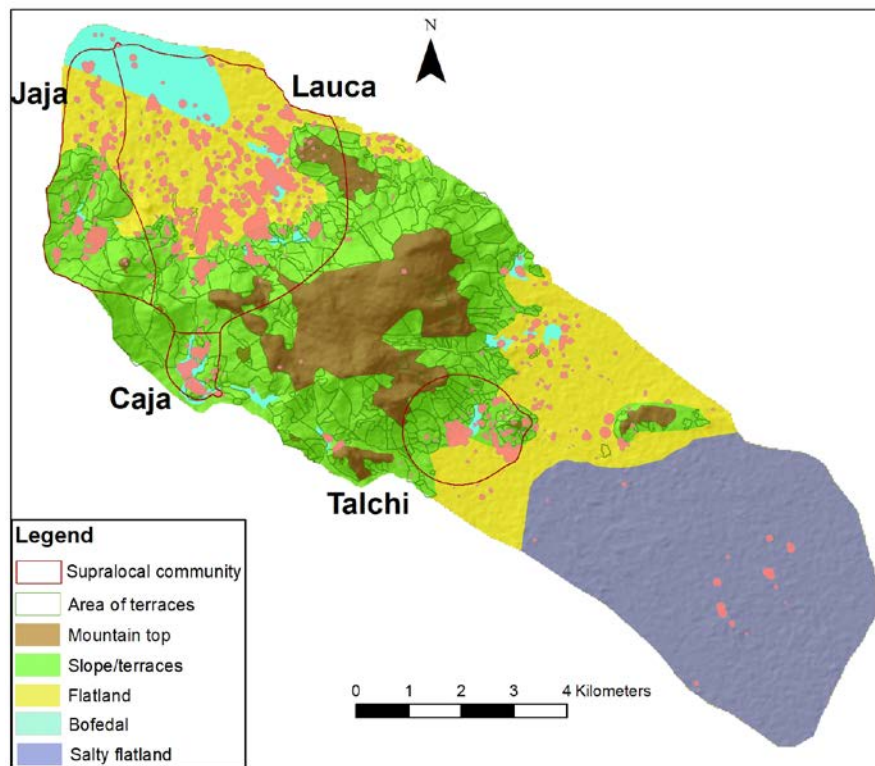 N
Jaja
Lauca
Caja
Talchi
Legend
Supralocal community
Area of terraces
Mountain top
Slope/terraces
Flatland
Bofedal
Salty flatland
0 1 2 3 4 Kilometers